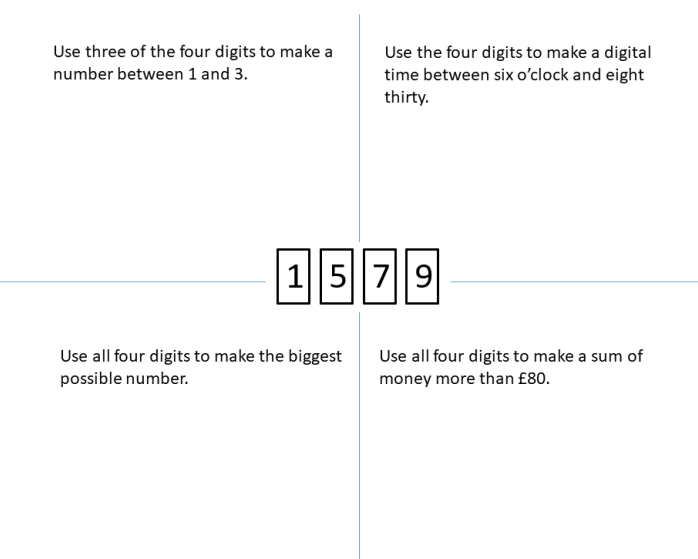 Use three of the four digits to make a
number between 1 and 3.
Use the four digits to make a digital
time between six o’clock and eight
thirty.
1 5 7 9
Use all four digits to make the biggest
possible number.
Use all four digits to make a sum of
money more than £80.